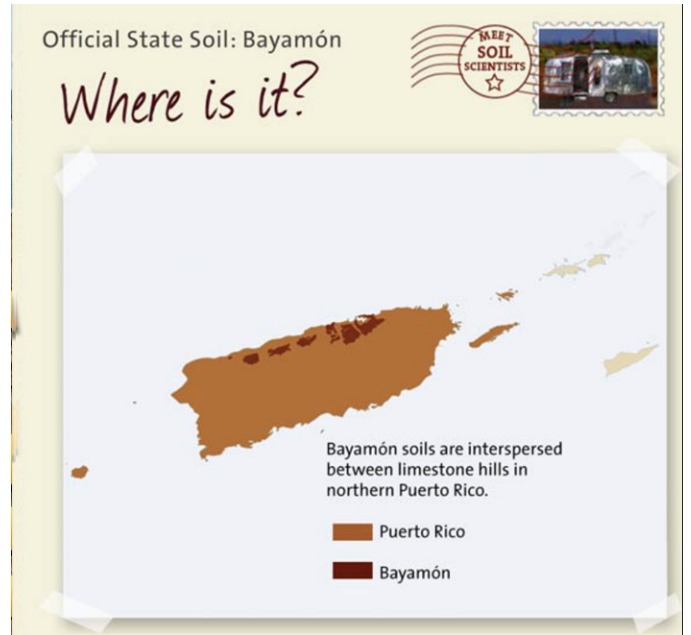 Official State Soil: Bayamón
Where is it?
MEET
SOIL
SCIENTISTS
Bayamón soils are interspersed
between limestone hills in
northern Puerto Rico.
Puerto Rico
Bayamón